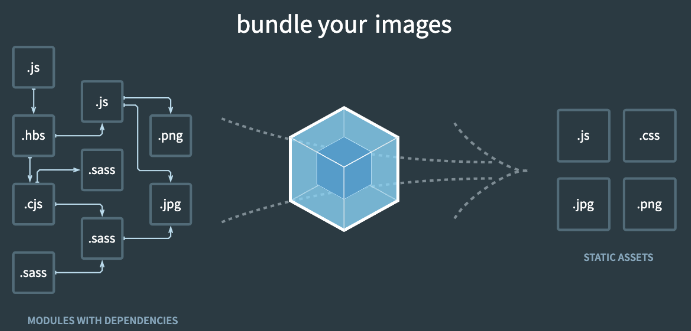 bundle your images
.js
.js
.hbs
.png
.sass
.cjs
.jpg
.sass
.sass
MODULES WITH DEPENDENCIES
.js
.css
.jpg
.png
STATIC ASSETS